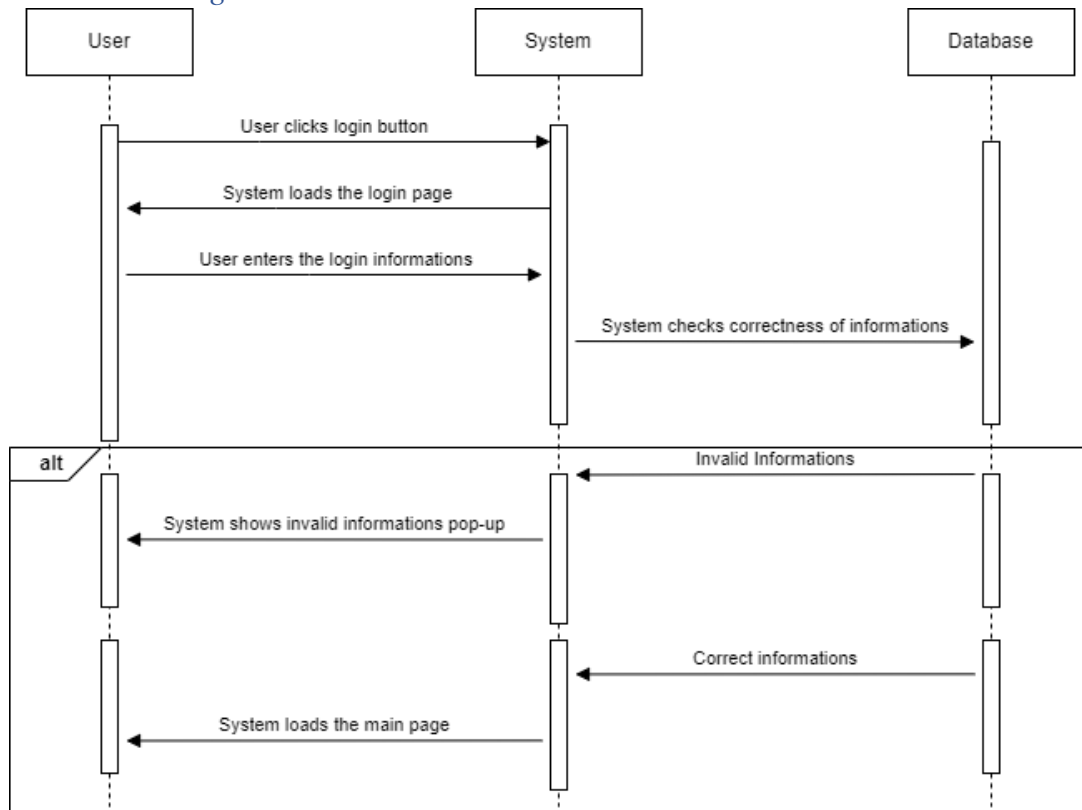 User
System
Database
User clicks login button
System loads the login page
User enters the login informations
System checks correctness of informations
alt
Invalid Informations
System shows invalid informations pop-up
Correct informations
System loads the main page